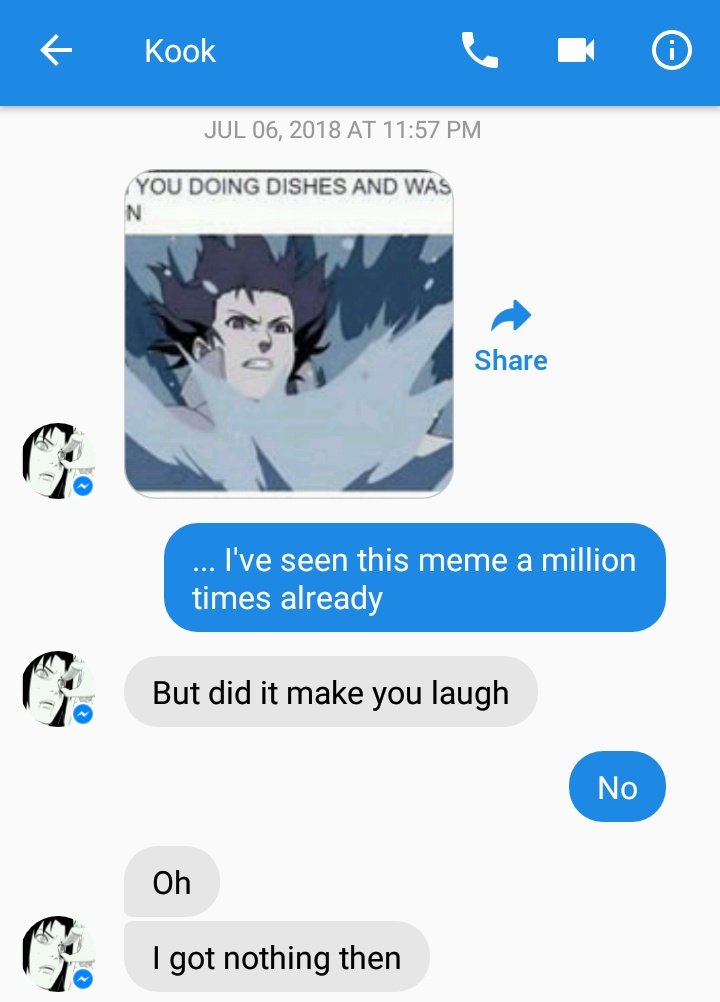 Kook
JUL 06, 2018 AT 11:57 PM
YOU DOING DISHES AND WAS
N
Share
... I've seen this meme a million
times already
But did it make you laugh
No
Oh
I got nothing then